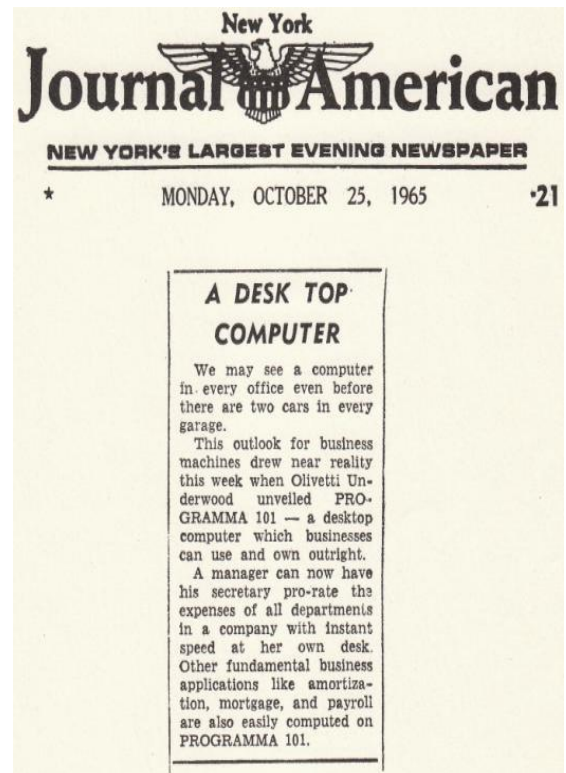 New York
Journal American
NEW YORK'S LARGEST EVENING NEWSPAPER
★ MONDAY, OCTOBER 25, 1965 •21
A DESK TOP
COMPUTER
We may see a computer
in every office even before
there are two cars in every
garage.
This outlook for business
machines drew near reality
this week when Olivetti Un-
derwood unveiled PRO-
GRAMMA 101 — a desktop
computer which businesses
can use and own outright.
A manager can now have
his secretary pro-rate the
expenses of all departments
in a company with instant
speed at her own desk.
Other fundamental business
applications like amortiza-
tion, mortgage, and payroll
are also easily computed on
PROGRAMMA 101.